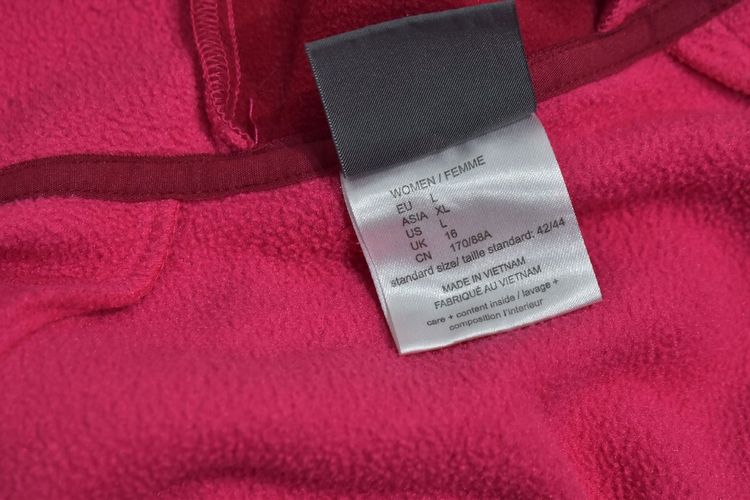 WOMEN / FEMME
EU L
ASIA XL
US L
UK 16
CN 170/88A
standard size/ taille standard: 42/44
MADE IN VIETNAM
FABRIQUÉ AU VIETNAM
care + content inside / lavage +
composition l'interieur